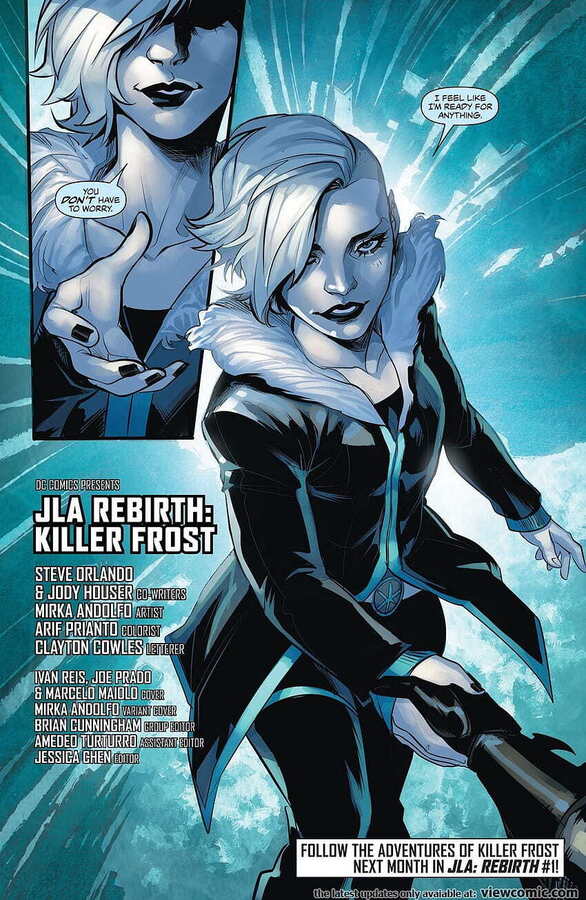 YOU
DON'T HAVE
TO WORRY.
I FEEL LIKE
I'M READY FOR
ANYTHING.
DC COMICS PRESENTS
JLA REBIRTH:
KILLER FROST
STEVE ORLANDO
& JODY HOUSER CO-WRITERS
MIRKA ANDOLFO ARTIST
ARIF PRIANTO COLORIST
CLAYTON COWLES LETTERER
IVAN REIS, JOE PRADO
& MARCELO MAIOLO COVER
MIRKA ANDOLFO VARIANT COVER
BRIAN CUNNINGHAM GROUP EDITOR
AMEDEO TURTURRO ASSISTANT EDITOR
JESSICA CHEN EDITOR
FOLLOW THE ADVENTURES OF KILLER FROST
NEXT MONTH IN JLA: REBIRTH #1!
the latest updates only avaiable at: viewcomic.com